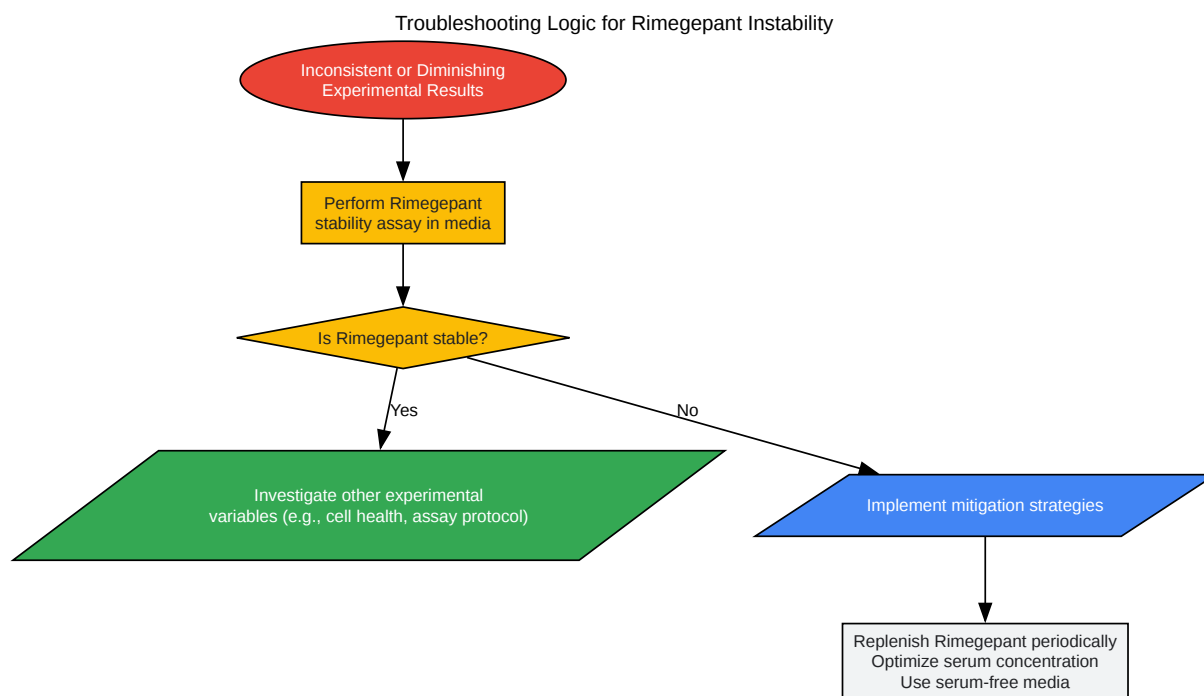 Troubleshooting Logic for Rimegepant Instability
Inconsistent or Diminishing
Experimental Results
Perform Rimegepant
stability assay in media
Is Rimegepant stable?
Yes
No
Investigate other experimental
variables (e.g., cell health, assay protocol)
Implement mitigation strategies
Replenish Rimegepant periodically
Optimize serum concentration
Use serum-free media